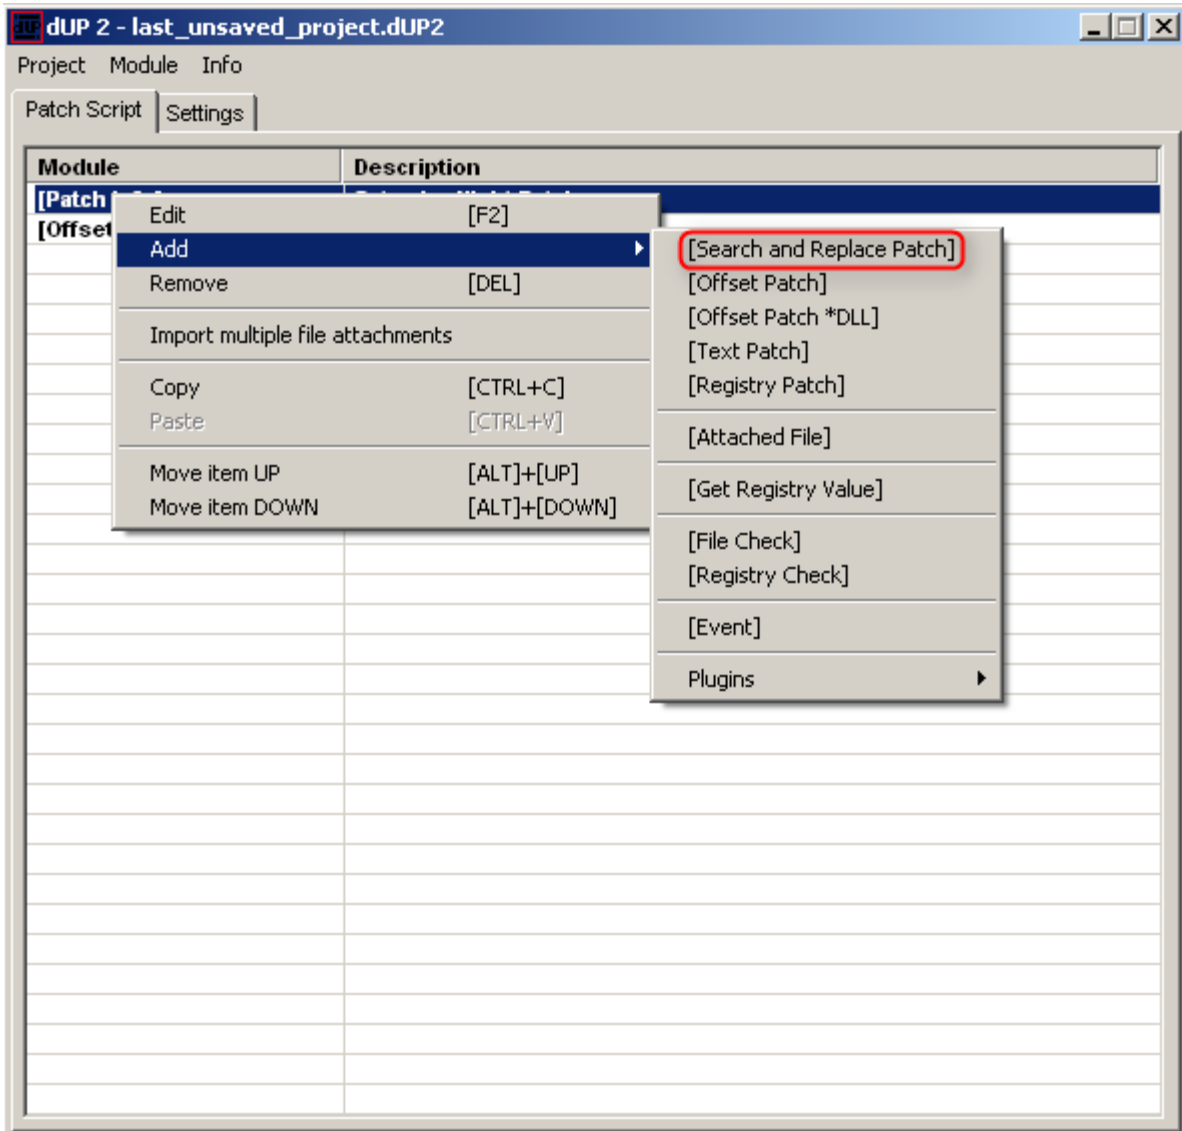 dUP dUP 2 - last_unsaved_project.dUP2
Project Module Info
Patch Script Settings
Module Description
[Patch
[Offset
Edit [F2]
Add
Remove [DEL]
Import multiple file attachments
Copy [CTRL+C]
Paste [CTRL+V]
Move item UP [ALT]+[UP]
Move item DOWN [ALT]+[DOWN]
[Search and Replace Patch]
[Offset Patch]
[Offset Patch *DLL]
[Text Patch]
[Registry Patch]
[Attached File]
[Get Registry Value]
[File Check]
[Registry Check]
[Event]
Plugins